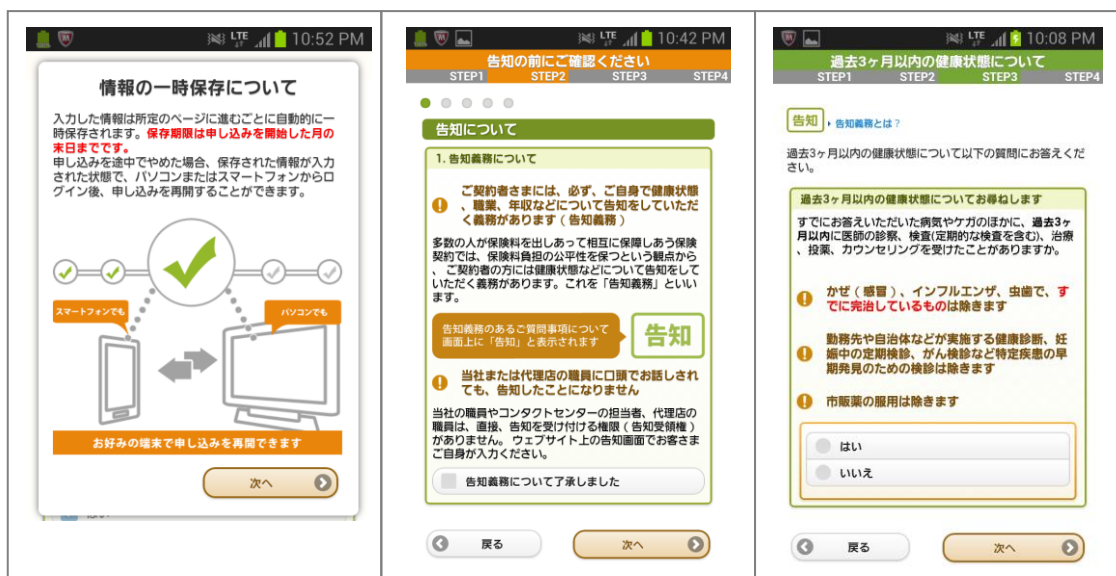 LTE 10:52 PM
情報の一時保存について
入力した情報は所定のページに進むごとに自動的に一
時保存されます。保存期限は申し込みを開始した月の
末日までです。
申し込みを途中でやめた場合、保存された情報が入力
された状態で、パソコンまたはスマートフォンからロ
グイン後、申し込みを再開することができます。
スマートフォンでも
パソコンでも
お好みの端末で申し込みを再開できます
次へ
はい
LTE 10:42 PM
告知の前にご確認ください
STEP1 STEP2 STEP3 STEP4
告知について
1. 告知義務について
ご契約者さまには、必ず、ご自身で健康状態
、職業、年収などについて告知をしていただ
く義務があります（告知義務）
多数の人が保険料を出しあって相互に保障しあう保険
契約では、保険料負担の公平性を保つという観点から
、ご契約者の方には健康状態などについて告知をして
いただく義務があります。これを「告知義務」といい
ます。
告知義務のあるご質問事項について
画面上に「告知」と表示されます
告知
当社または代理店の職員に口頭でお話しされ
ても、告知したことになりません
当社の職員やコンタクトセンターの担当者、代理店の
職員は、直接、告知を受け付ける権限（告知受領権）
がありません。ウェブサイト上の告知画面でお客さま
ご自身が入力ください。
告知義務について了承しました
戻る
次へ
LTE 10:08 PM
過去3ヶ月以内の健康状態について
STEP1 STEP2 STEP3 STEP4
告知 告知義務とは？
過去3ヶ月以内の健康状態について以下の質問にお答えくだ
さい。
過去3ヶ月以内の健康状態についてお尋ねします
すでにお答えいただいた病気やケガのほかに、過去3ヶ
月以内に医師の診察、検査(定期的な検査を含む)、治療
、投薬、カウンセリングを受けたことがありますか。
かぜ（感冒）、インフルエンザ、虫歯で、す
でに完治しているものは除きます
勤務先や自治体などが実施する健康診断、妊
娠中の定期検診、がん検診など特定疾患の早
期発見のための検診は除きます
市販薬の服用は除きます
はい
いいえ
戻る
次へ